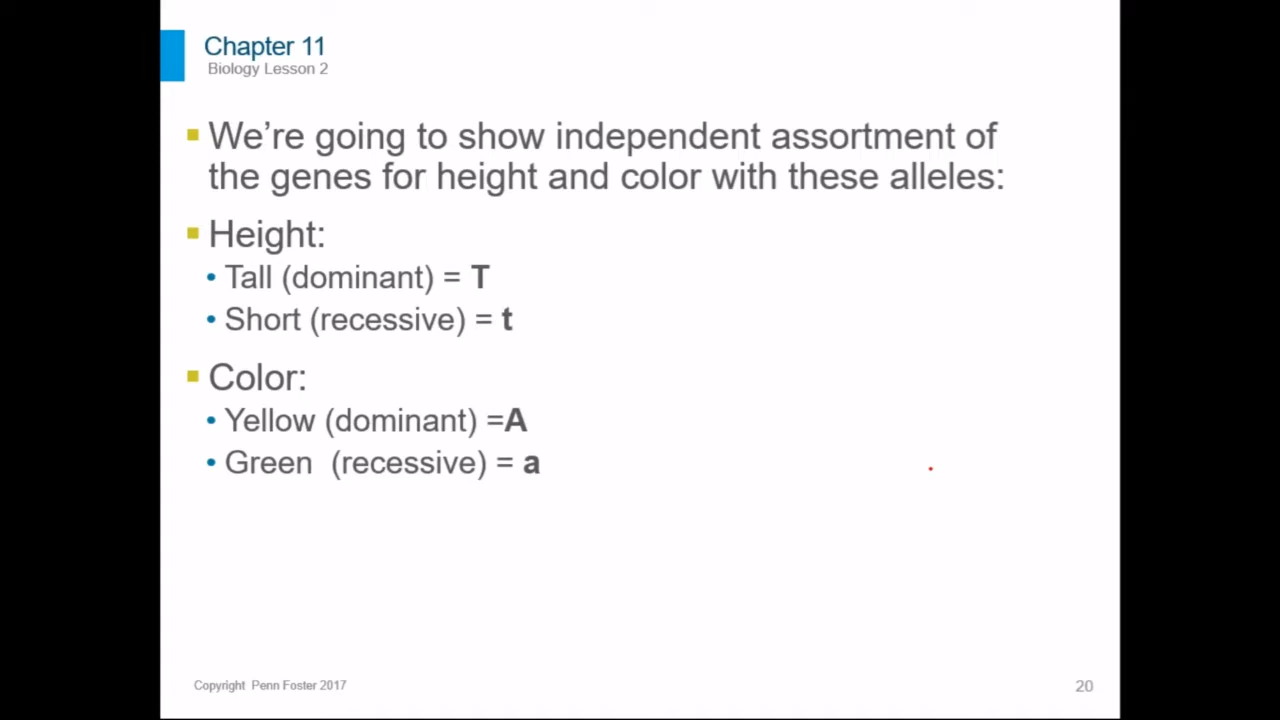 Chapter 11
Biology Lesson 2
We're going to show independent assortment of
the genes for height and color with these alleles:
Height:
Tall (dominant) = T
Short (recessive) = t
Color:
Yellow (dominant) =A
Green (recessive) = a
Copyright Penn Foster 2017
20